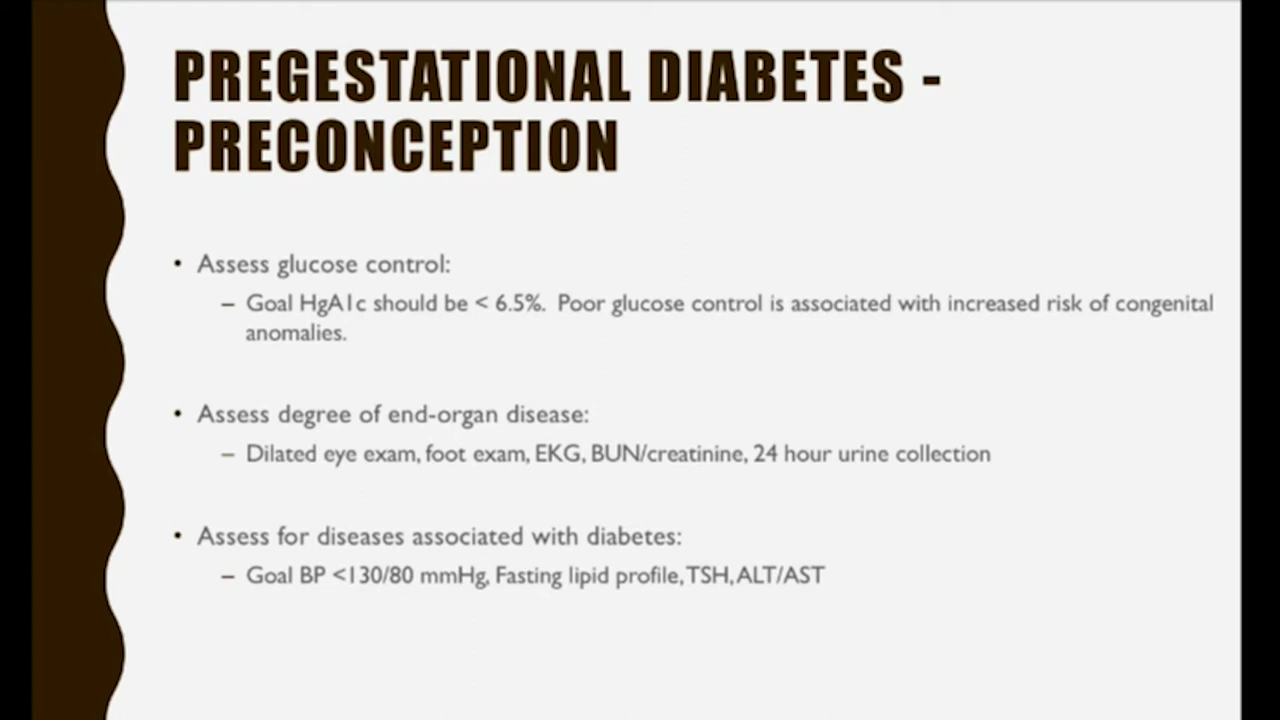 PREGESTATIONAL DIABETES -
PRECONCEPTION
• Assess glucose control:
– Goal HgA1c should be < 6.5%. Poor glucose control is associated with increased risk of congenital
anomalies.
• Assess degree of end-organ disease:
– Dilated eye exam, foot exam, EKG, BUN/creatinine, 24 hour urine collection
• Assess for diseases associated with diabetes:
– Goal BP <130/80 mmHg, Fasting lipid profile, TSH, ALT/AST